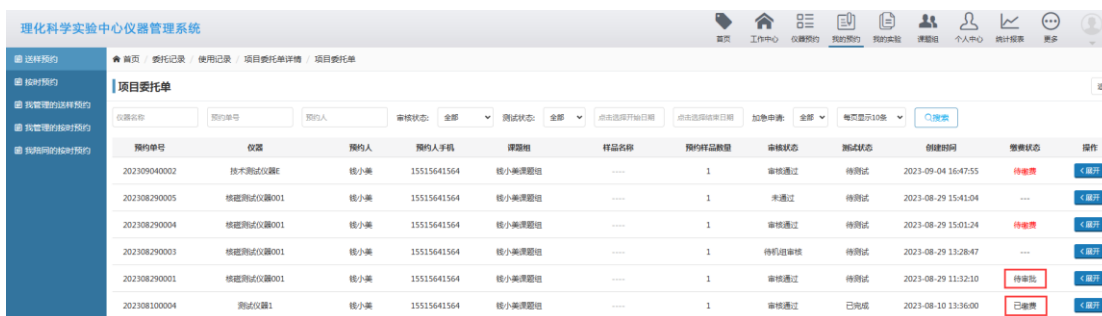 理化科学实验中心仪器管理系统
首页 工作中心 仪器预约 我的预约 我的实验 课题组 个人中心 统计报表 更多
送样预约
按时预约
我管理的送样预约
我管理的按时预约
我陪同的按时预约
首页 / 委托记录 / 使用记录 / 项目委托单详情 / 项目委托单
项目委托单
仪器名称 预约单号 预约人 审核状态: 全部 测试状态: 全部 点击选择开始日期 点击选择结束日期 加急申请: 全部 每页显示10条 搜索
预约单号 仪器 预约人 预约人手机 课题组 样品名称 预约样品数量 审核状态 测试状态 创建时间 缴费状态 操作
202309040002 技术测试仪器E 钱小美 15515641564 钱小美课题组 ---- 1 审核通过 待测试 2023-09-04 16:47:55 待缴费 展开
202308290005 核磁测试仪器001 钱小美 15515641564 钱小美课题组 ---- 1 未通过 待测试 2023-08-29 15:41:04 --- 展开
202308290004 核磁测试仪器001 钱小美 15515641564 钱小美课题组 ---- 1 审核通过 待测试 2023-08-29 15:01:24 待缴费 展开
202308290003 核磁测试仪器001 钱小美 15515641564 钱小美课题组 ---- 1 待机组审核 待测试 2023-08-29 13:28:47 --- 展开
202308290001 核磁测试仪器001 钱小美 15515641564 钱小美课题组 ---- 1 审核通过 待测试 2023-08-29 11:32:10 待审批 展开
202308100004 测试仪器1 钱小美 15515641564 钱小美课题组 ---- 1 审核通过 已完成 2023-08-10 13:36:00 已缴费 展开